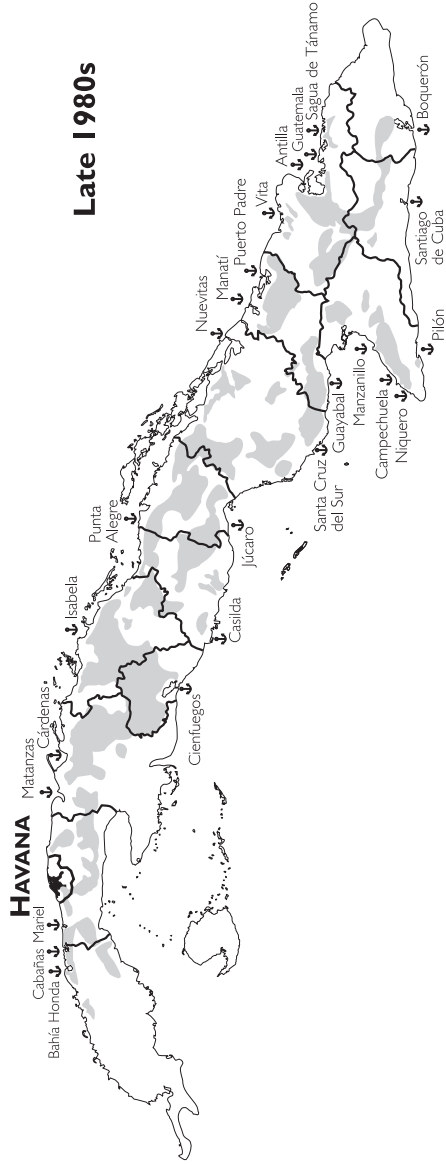 Late 1980s
HAVANA
Bahía Honda
Cabañas
Mariel
Matanzas
Cárdenas
Isabela
Punta
Alegre
Nuevitas
Manatí
Puerto Padre
Vita
Antilla
Guatemala
Sagua de Tánamo
Cienfuegos
Casilda
Júcaro
Santa Cruz
del Sur
Guayabal
Manzanillo
Campechuela
Niquero
Pilón
Santiago
de Cuba
Boquerón